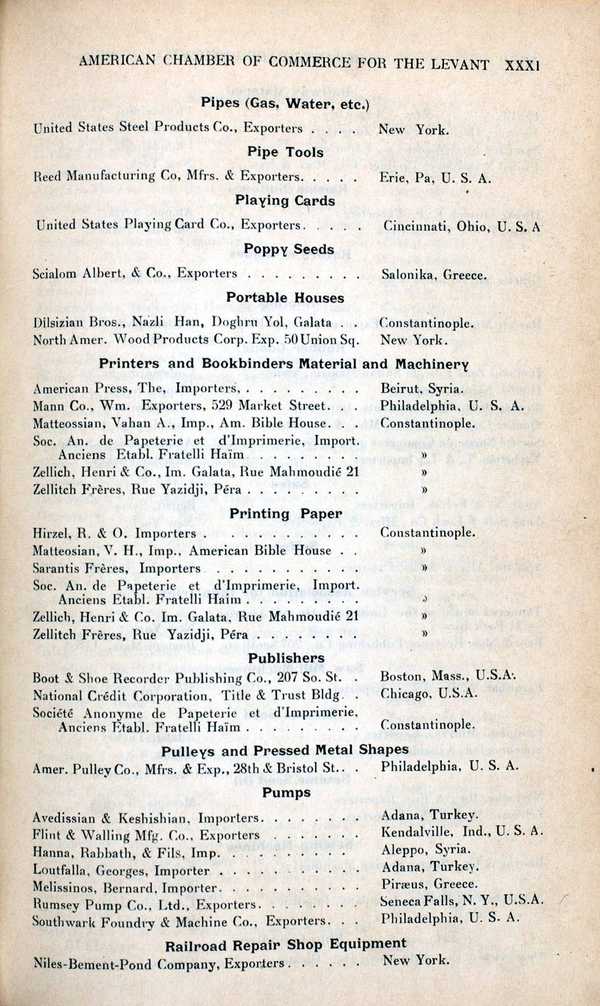 AMERICAN CHAMBER OF COMMERCE FOR THE LEVANT XXXI
Pipes (Gas, Water, etc.)
United States Steel Products Co., Exporters . . . . New York.
Pipe Tools
Reed Manufacturing Co, Mfrs. & Exporters. . . . . Erie, Pa, U. S. A.
Playing Cards
United States Playing Card Co., Exporters. . . . . Cincinnati, Ohio, U. S. A
Poppy Seeds
Scialom Albert, & Co., Exporters . . . . . . . . . Salonika, Greece.
Portable Houses
Dilsizian Bros., Nazli Han, Doghru Yol, Galata . . Constantinople.
North Amer. Wood Products Corp. Exp. 50 Union Sq. New York.
Printers and Bookbinders Material and Machinery
American Press, The, Importers. . . . . . . . . Beirut, Syria.
Mann Co., Wm. Exporters, 529 Market Street. . . Philadelphia, U. S. A.
Matteossian, Vahan A., Imp., Am. Bible House. . . Constantinople.
Soc. An. de Papeterie et d'Imprimerie, Import.
Anciens Etabl. Fratelli Haïm . . . . . . . . . »
Zellich, Henri & Co., Im. Galata, Rue Mahmoudié 21 »
Zellitch Frères, Rue Yazidji, Péra . . . . . . . . . »
Printing Paper
Hirzel, R. & O. Importers . . . . . . . . . . . Constantinople.
Matteosian, V. H., Imp., American Bible House . . »
Sarantis Frères, Importers . . . . . . . . . . . »
Soc. An. de Papeterie et d'Imprimerie, Import.
Anciens Etabl. Fratelli Haim . . . . . . . . . »
Zellich, Henri & Co. Im. Galata, Rue Mahmoudié 21 »
Zellitch Frères, Rue Yazidji, Péra . . . . . . . . »
Publishers
Boot & Shoe Recorder Publishing Co., 207 So. St. . Boston, Mass., U.S.A.
National Crédit Corporation, Title & Trust Bldg . . Chicago, U.S.A.
Société Anonyme de Papeterie et d'Imprimerie,
Anciens Établ. Fratelli Haïm . . . . . . . . . Constantinople.
Pulleys and Pressed Metal Shapes
Amer. Pulley Co., Mfrs. & Exp., 28th & Bristol St.. . Philadelphia, U. S. A.
Pumps
Avedissian & Keshishian, Importers. . . . . . . . Adana, Turkey.
Flint & Walling Mfg. Co., Exporters . . . . . . . Kendalville, Ind., U. S. A.
Hanna, Rabbath, & Fils, Imp. . . . . . . . . . . Aleppo, Syria.
Loutfalla, Georges, Importer . . . . . . . . . . . Adana, Turkey.
Melissinos, Bernard, Importer. . . . . . . . . . Piræus, Greece.
Rumsey Pump Co., Ltd., Exporters. . . . . . . . Seneca Falls, N. Y., U.S.A.
Southwark Foundry & Machine Co., Exporters. . . Philadelphia, U. S. A.
Railroad Repair Shop Equipment
Niles-Bement-Pond Company, Exporters . . . . . New York.